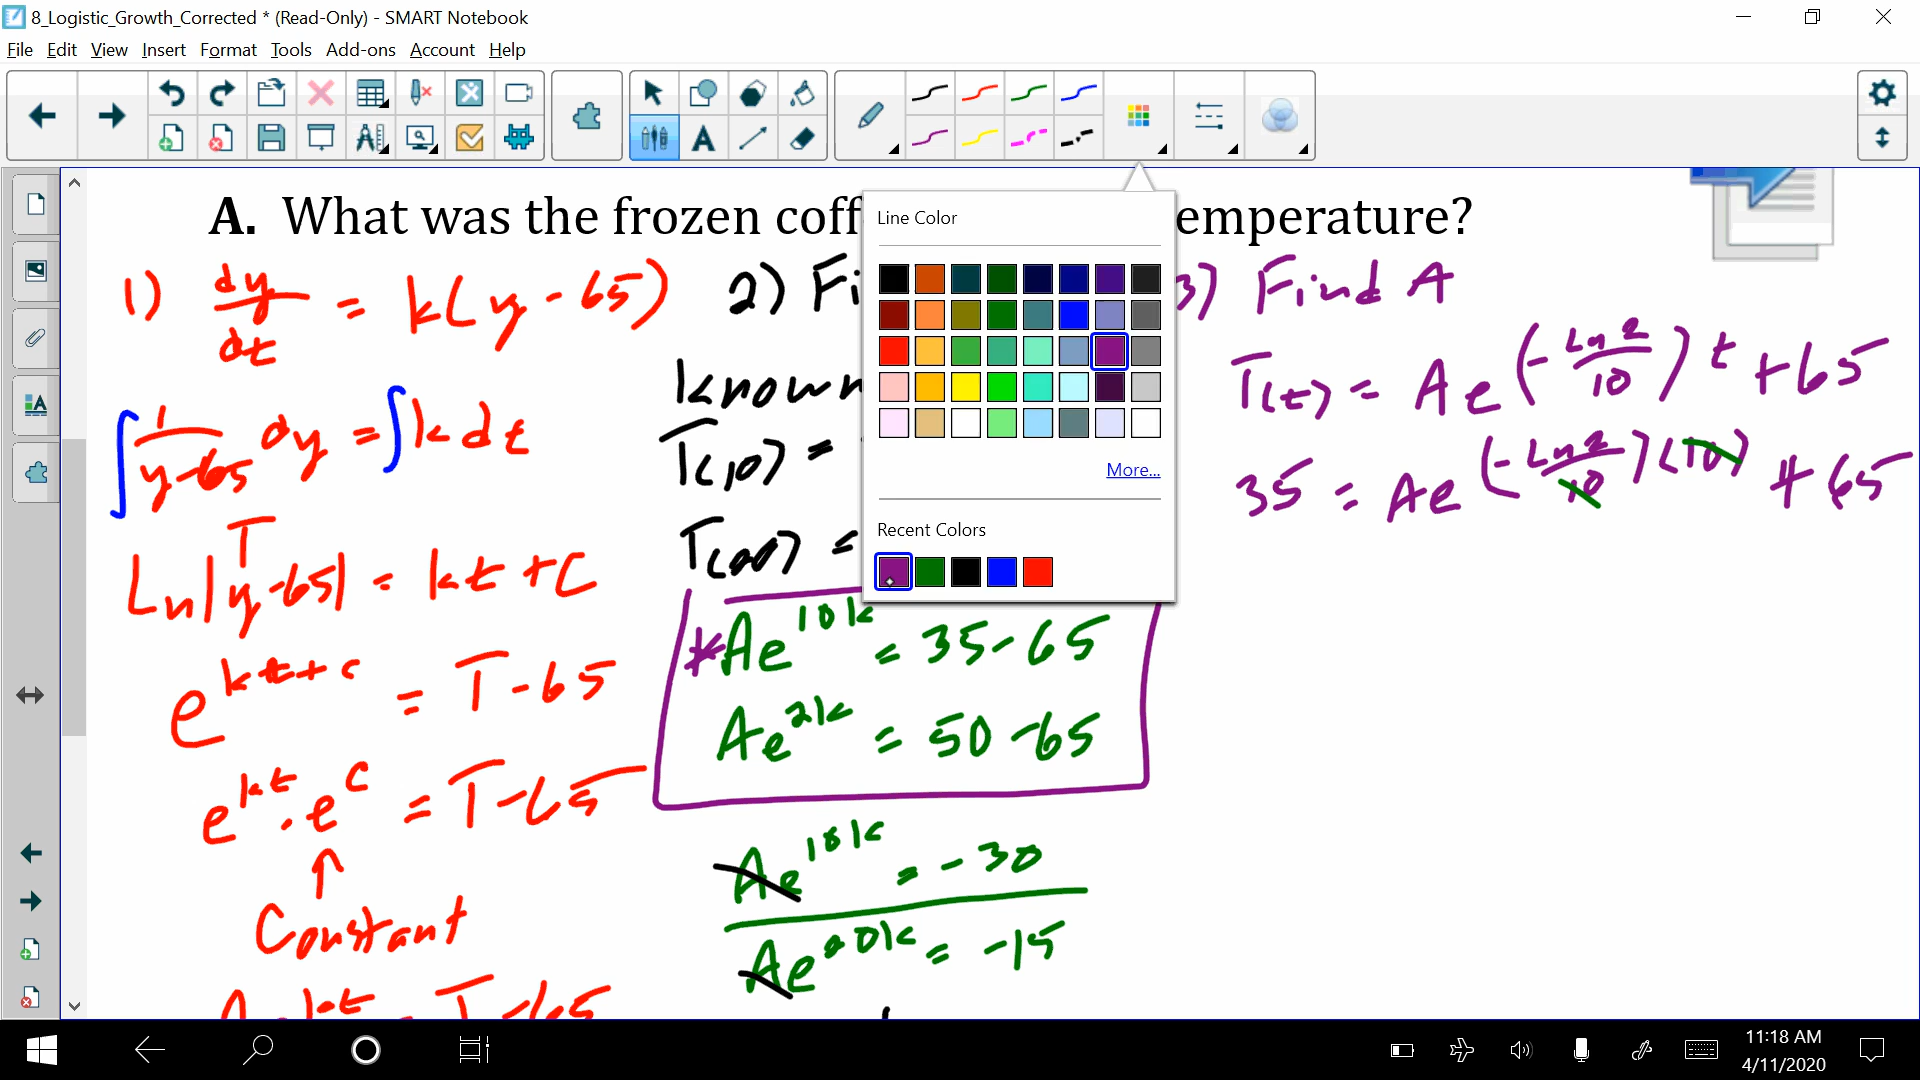 8_Logistic_Growth_Corrected * (Read-Only) - SMART Notebook
File Edit View Insert Format Tools Add-ons Account Help
A. What was the frozen coff emperature?
1) dy/dt = k(y-65)
∫ 1/(y-65) dy = ∫ k dt
T
Ln|y-65| = kt + C
e^(kt+c) = T-65
e^(kt) · e^c = T-65
↑
Constant
e^(kt) = T-65
2) Fi
known
T(10) =
T(20) =
*Ae^(10k) = 35-65
Ae^(21k) = 50-65
Ae^(10k) = -30
Ae^(20k) = -15
Line Color
More...
Recent Colors
3) Find A
T(t) = Ae^(-Ln2/10)t + 65
35 = Ae^(-Ln2/10)(10) + 65
11:18 AM
4/11/2020